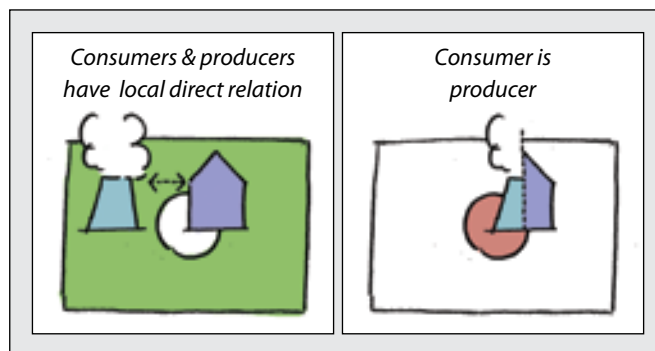 Consumers & producers
have local direct relation
Consumer is
producer